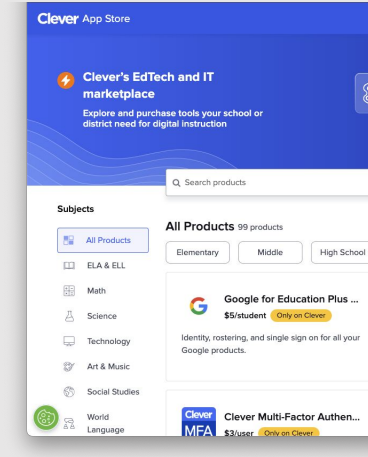 Clever App Store
Clever's EdTech and IT
marketplace
Explore and purchase tools your school or
district need for digital instruction
Search products
Subjects
All Products 99 products
All Products
Elementary
Middle
High School
ELA & ELL
Math
Science
Technology
Art & Music
Social Studies
World
Language
Google for Education Plus ...
$5/student Only on Clever
Identity, rostering, and single sign on for all your
Google products.
Clever
MFA
Clever Multi-Factor Authen...
$3/user Only on Clever